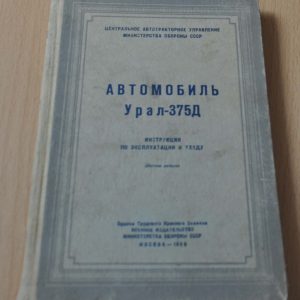 ЦЕНТРАЛЬНОЕ АВТОТРАКТОРНОЕ УПРАВЛЕНИЕ
МИНИСТЕРСТВА ОБОРОНЫ СССР
АВТОМОБИЛЬ
Урал-375Д
ИНСТРУКЦИЯ
ПО ЭКСПЛУАТАЦИИ И УХОДУ
Ордена Трудового Красного Знамени
ВОЕННОЕ ИЗДАТЕЛЬСТВО
МИНИСТЕРСТВА ОБОРОНЫ СССР
МОСКВА —